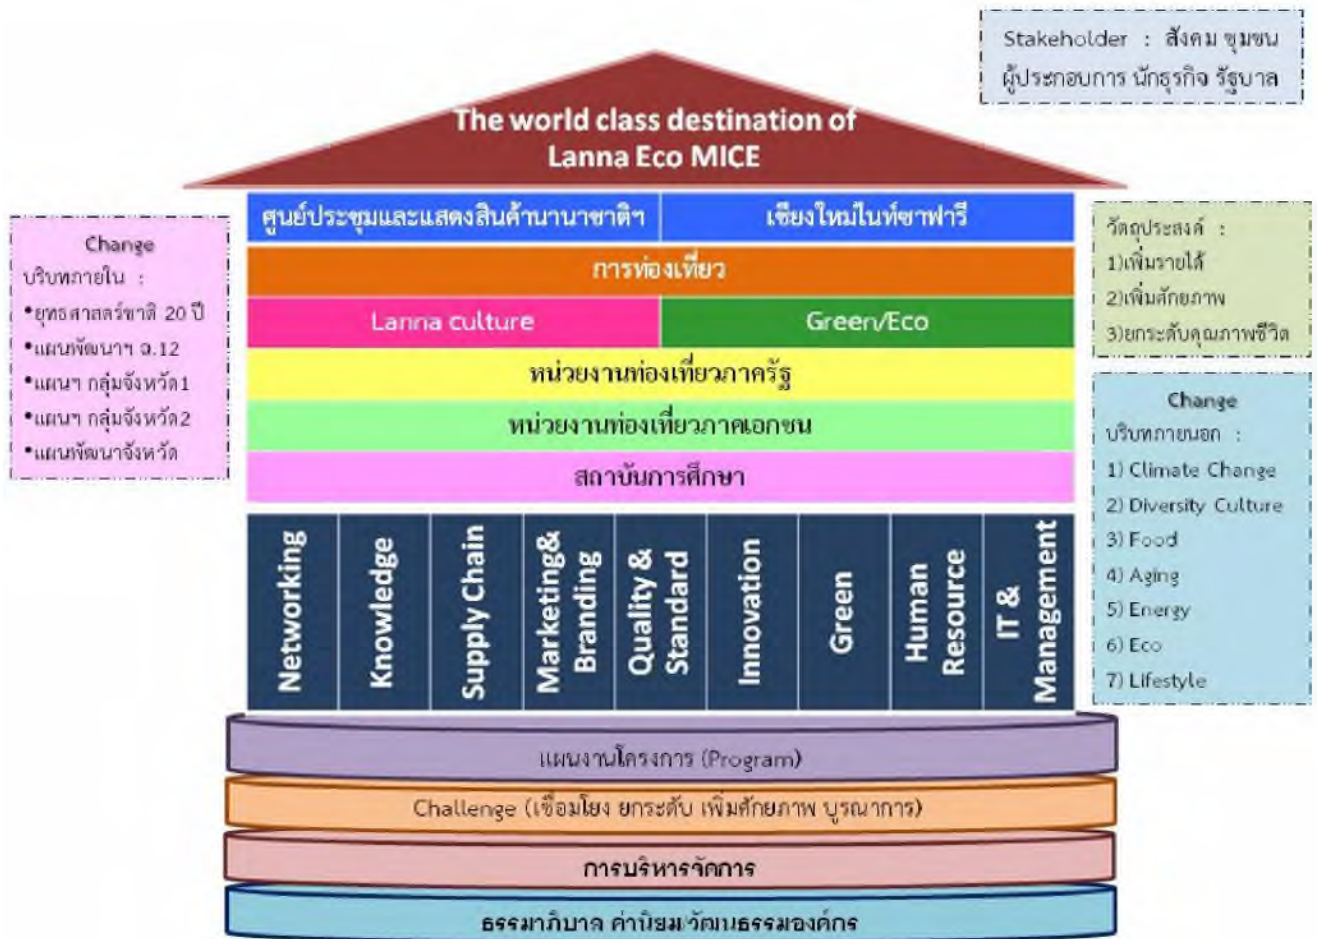 Stakeholder : สังคม ชุมชน
ผู้ประกอบการ นักธุรกิจ รัฐบาล
The world class destination of
Lanna Eco MICE
ศูนย์ประชุมและแสดงสินค้านานาชาติฯ
เชียงใหม่ไนท์ซาฟารี
การท่องเที่ยว
Lanna culture
Green/Eco
หน่วยงานท่องเที่ยวภาครัฐ
หน่วยงานท่องเที่ยวภาคเอกชน
สถาบันการศึกษา
Change
บริบทภายใน :
•ยุทธศาสตร์ชาติ 20 ปี
•แผนพัฒนาฯ ฉ.12
•แผนฯ กลุ่มจังหวัด1
•แผนฯ กลุ่มจังหวัด2
•แผนพัฒนาจังหวัด
วัตถุประสงค์ :
1)เพิ่มรายได้
2)เพิ่มศักยภาพ
3)ยกระดับคุณภาพชีวิต
Change
บริบทภายนอก :
1) Climate Change
2) Diversity Culture
3) Food
4) Aging
5) Energy
6) Eco
7) Lifestyle
Networking
Knowledge
Supply Chain
Marketing&
Branding
Quality &
Standard
Innovation
Green
Human
Resource
IT &
Management
แผนงานโครงการ (Program)
Challenge (เชื่อมโยง ยกระดับ เพิ่มศักยภาพ บูรณาการ)
การบริหารจัดการ
ธรรมาภิบาล ค่านิยม/วัฒนธรรมองค์กร